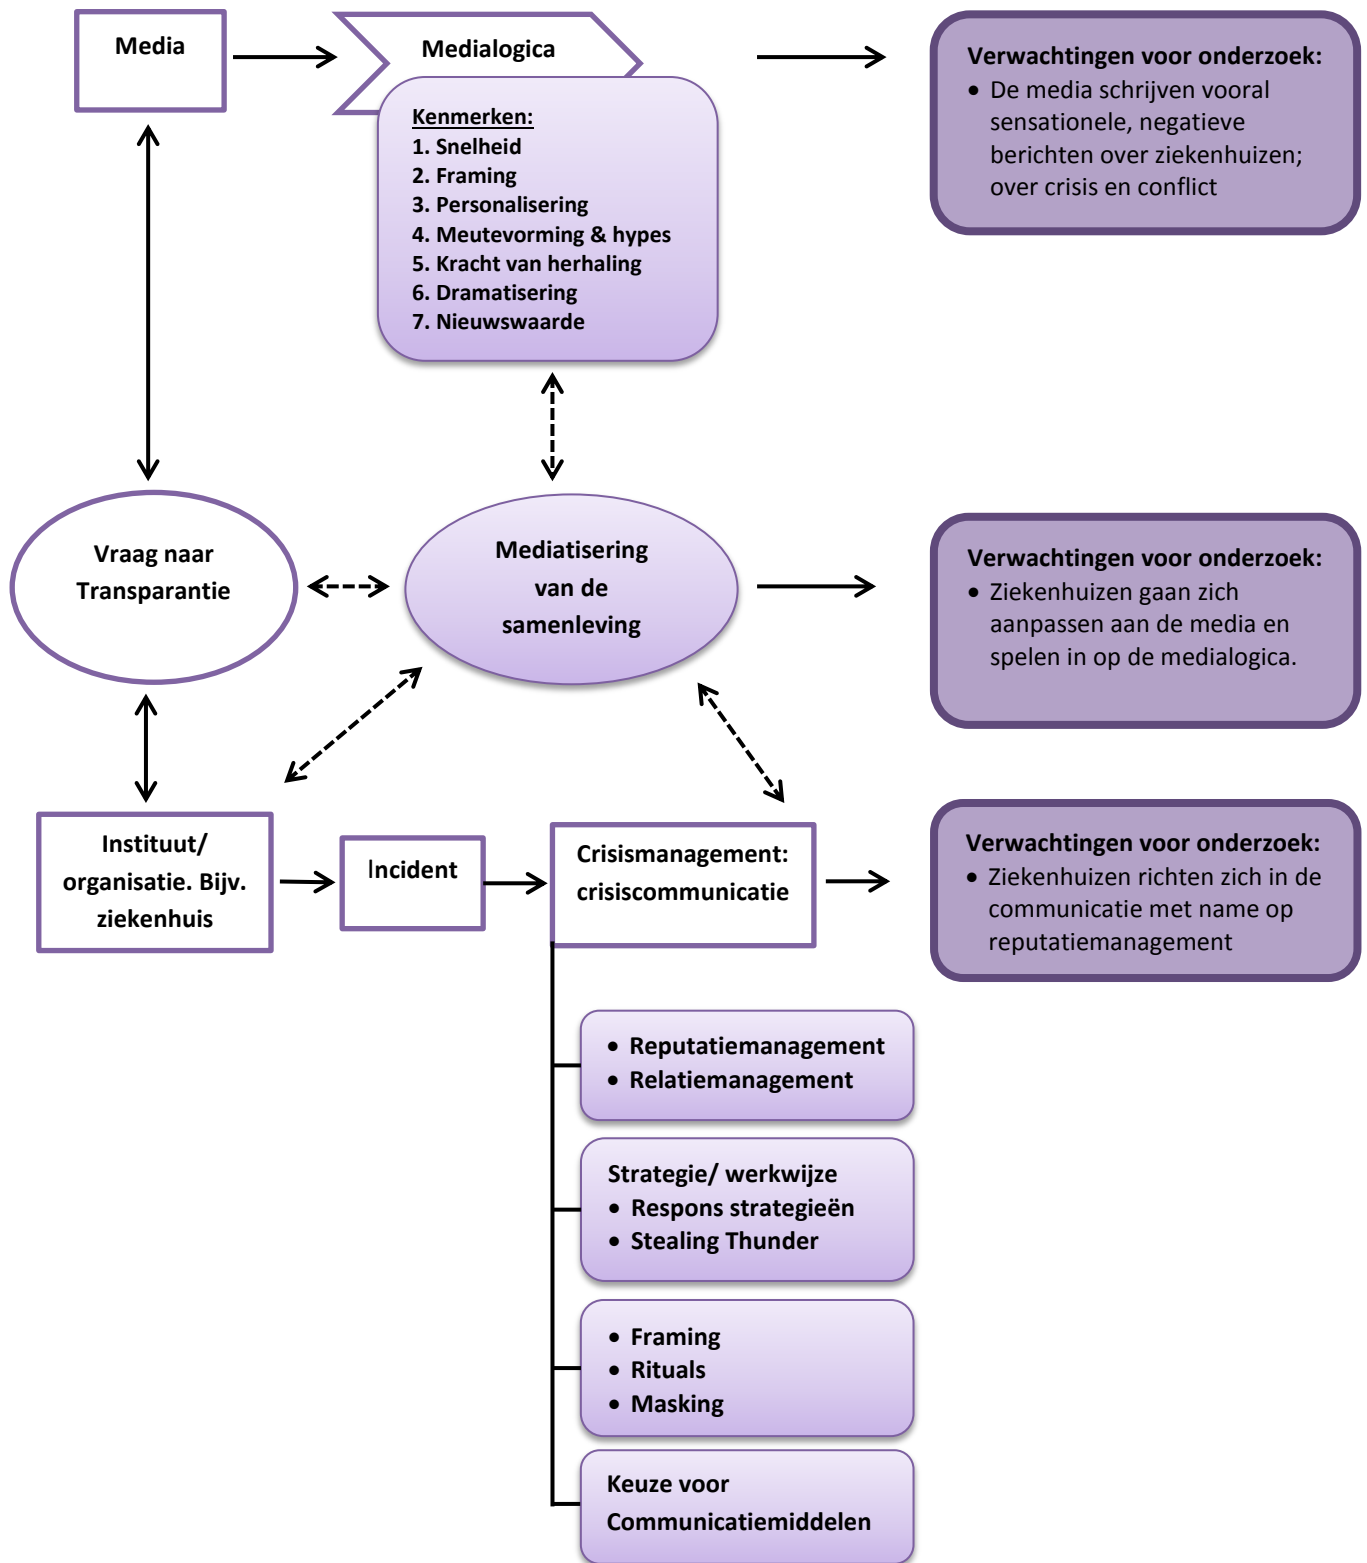 Media
Medialogica
Kenmerken:
1. Snelheid
2. Framing
3. Personalisering
4. Meutevorming & hypes
5. Kracht van herhaling
6. Dramatisering
7. Nieuwswaarde
Verwachtingen voor onderzoek:
• De media schrijven vooral
sensationele, negatieve
berichten over ziekenhuizen;
over crisis en conflict
Vraag naar
Transparantie
Mediatisering
van de
samenleving
Verwachtingen voor onderzoek:
• Ziekenhuizen gaan zich
aanpassen aan de media en
spelen in op de medialogica.
Instituut/
organisatie. Bijv.
ziekenhuis
Incident
Crisismanagement:
crisiscommunicatie
Verwachtingen voor onderzoek:
• Ziekenhuizen richten zich in de
communicatie met name op
reputatiemanagement
• Reputatiemanagement
• Relatiemanagement
Strategie/ werkwijze
• Respons strategieën
• Stealing Thunder
• Framing
• Rituals
• Masking
Keuze voor
Communicatiemiddelen